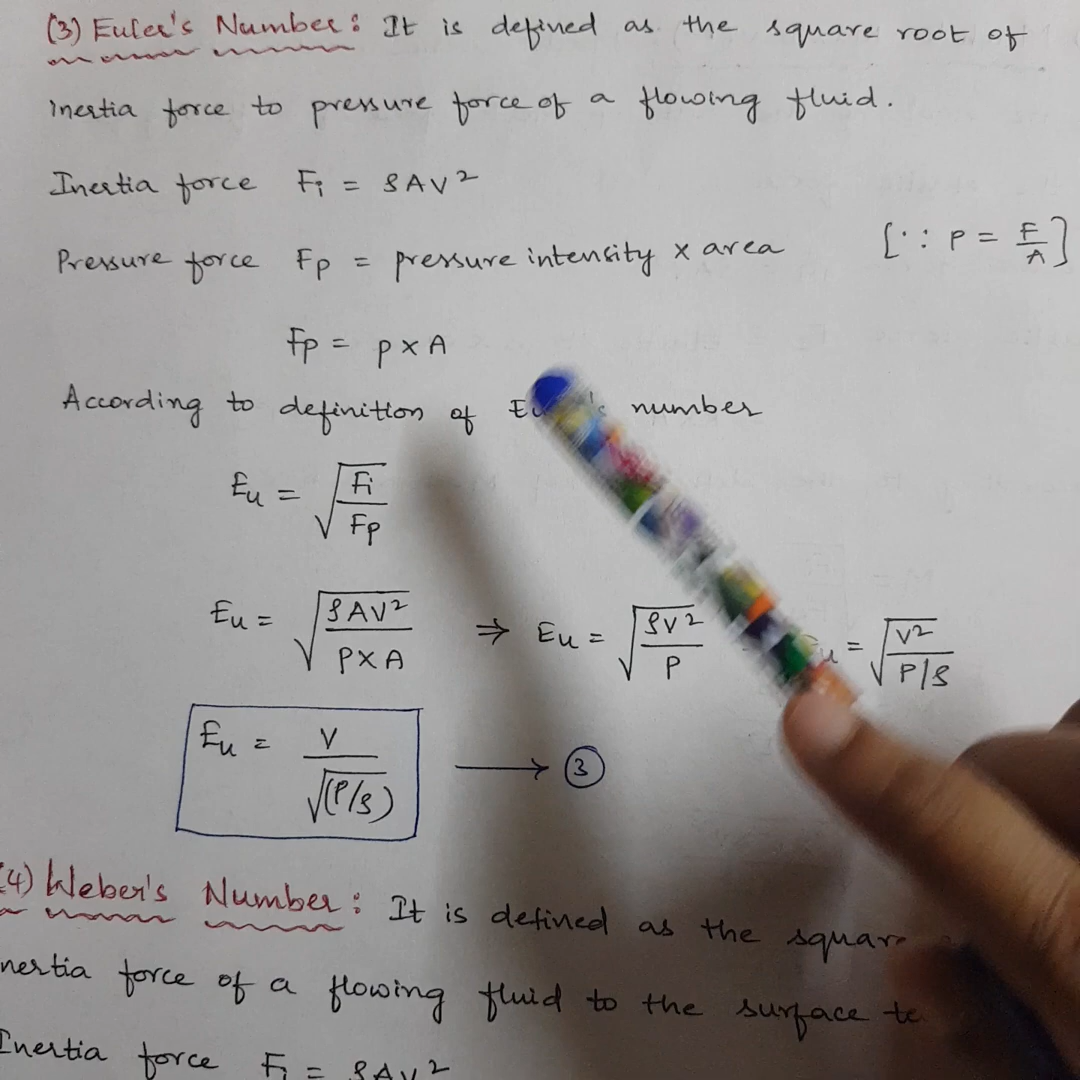 (3) Euler's Number : It is defined as the square root of
inertia force to pressure force of a flowing fluid.
Inertia force Fi = ρAV²
Pressure force Fp = pressure intensity x area [∵ P = F/A]
Fp = p x A
According to definition of number
Eu = √(Fi/Fp)
Eu = √(ρAV²/PXA) ⇒ Eu = √(ρV²/P) = √(V²/P/ρ)
Eu = V/√(P/ρ) → 3
(4) Weber's Number : It is defined as the
force of a flowing fluid to the surface
Inertia force Fi = ρAV²